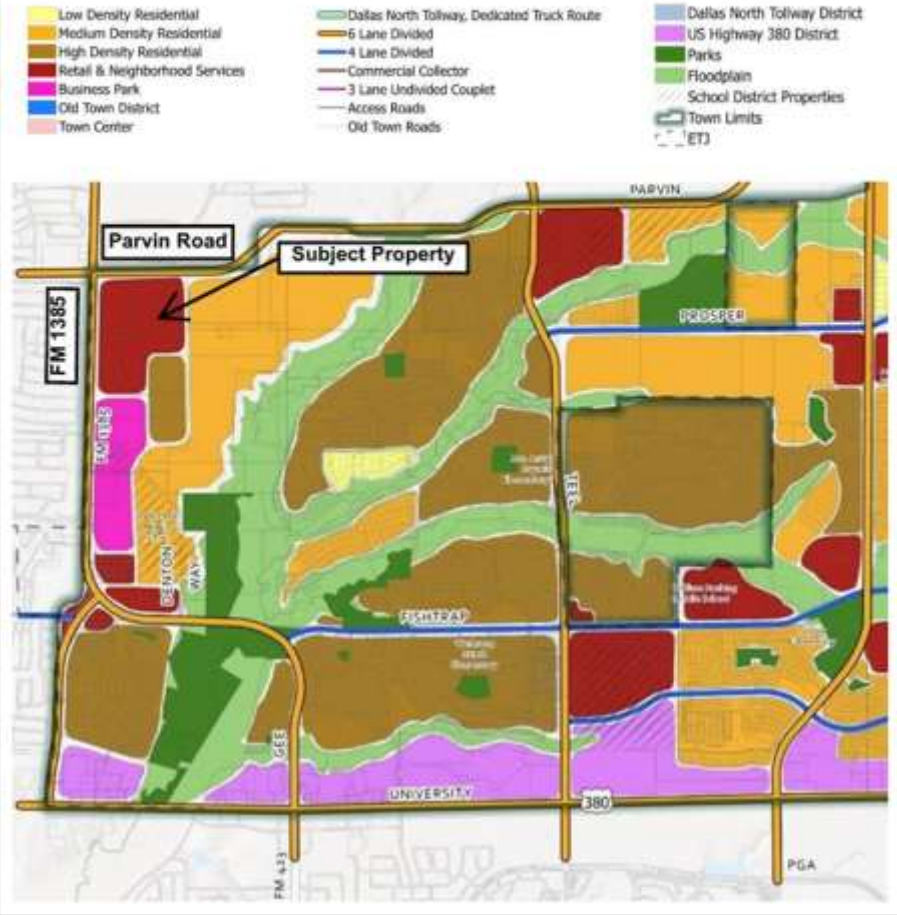 Low Density Residential
Medium Density Residential
High Density Residential
Retail & Neighborhood Services
Business Park
Old Town District
Town Center
Dallas North Tollway, Dedicated Truck Route
6 Lane Divided
4 Lane Divided
Commercial Collector
3 Lane Undivided Couplet
Access Roads
Old Town Roads
Dallas North Tollway District
US Highway 380 District
Parks
Floodplain
School District Properties
Town Limits
ETJ
PARVIN
Parvin Road
Subject Property
FM 1385
PROSPER
FM 1385
TEEL
DENTON
WAY
FISHTRAP
GEE
UNIVERSITY
380
FM 423
PGA